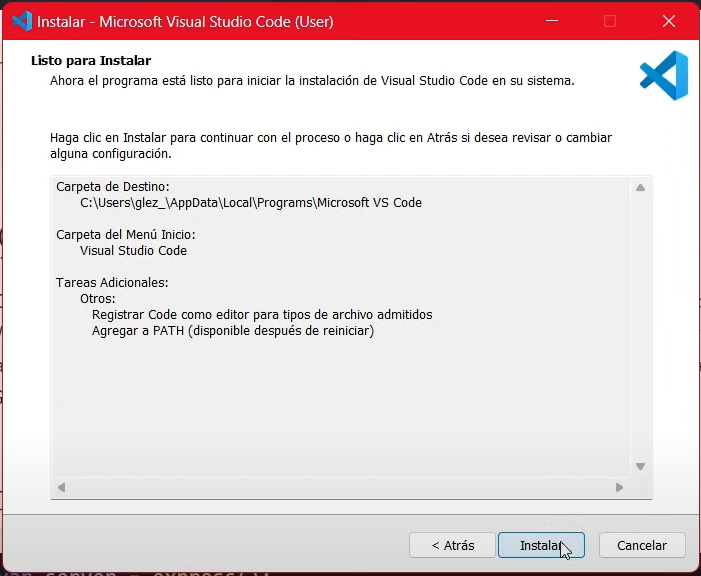 Instalar - Microsoft Visual Studio Code (User)
Listo para Instalar
Ahora el programa está listo para iniciar la instalación de Visual Studio Code en su sistema.
Haga clic en Instalar para continuar con el proceso o haga clic en Atrás si desea revisar o cambiar
alguna configuración.
Carpeta de Destino:
C:\Users\glez_\AppData\Local\Programs\Microsoft VS Code
Carpeta del Menú Inicio:
Visual Studio Code
Tareas Adicionales:
Otros:
Registrar Code como editor para tipos de archivo admitidos
Agregar a PATH (disponible después de reiniciar)
< Atrás
Instalar
Cancelar